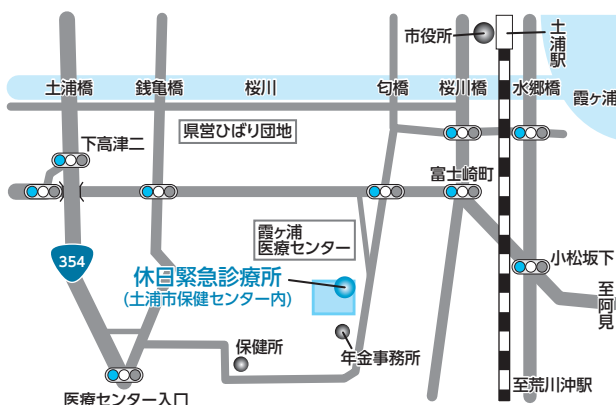 市役所
土浦駅
土浦橋
銭亀橋
桜川
匂橋
桜川橋
水郷橋
霞ヶ浦
県営ひばり団地
下高津二
富士崎町
霞ヶ浦
医療センター
354
休日緊急診療所
(土浦市保健センター内)
小松坂下
至阿見
保健所
年金事務所
至荒川沖駅
医療センター入口